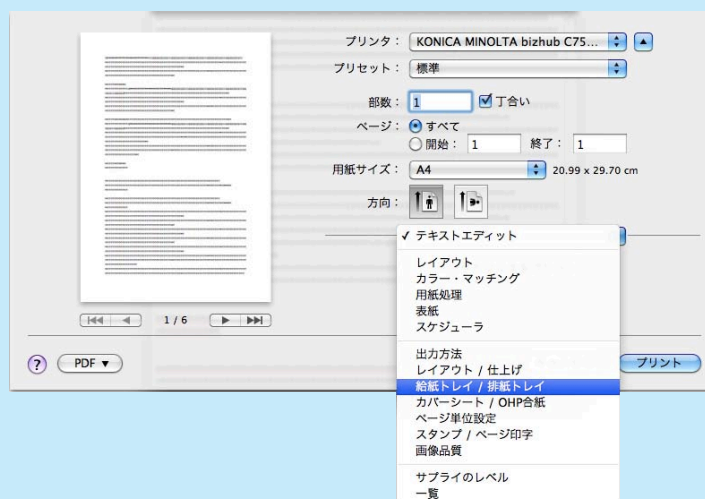 プリンタ： KONICA MINOLTA bizhub C75...
プリセット： 標準
部数： 1 丁合い
ページ： すべて
開始： 1 終了： 1
用紙サイズ： A4 20.99 x 29.70 cm
方向：
✓ テキストエディット
レイアウト
カラー・マッチング
用紙処理
表紙
スケジューラ
出力方法
レイアウト / 仕上げ
給紙トレイ / 排紙トレイ
カバーシート / OHP合紙
ページ単位設定
スタンプ / ページ印字
画像品質
サプライのレベル
一覧
1 / 6
? PDF ▼ プリント